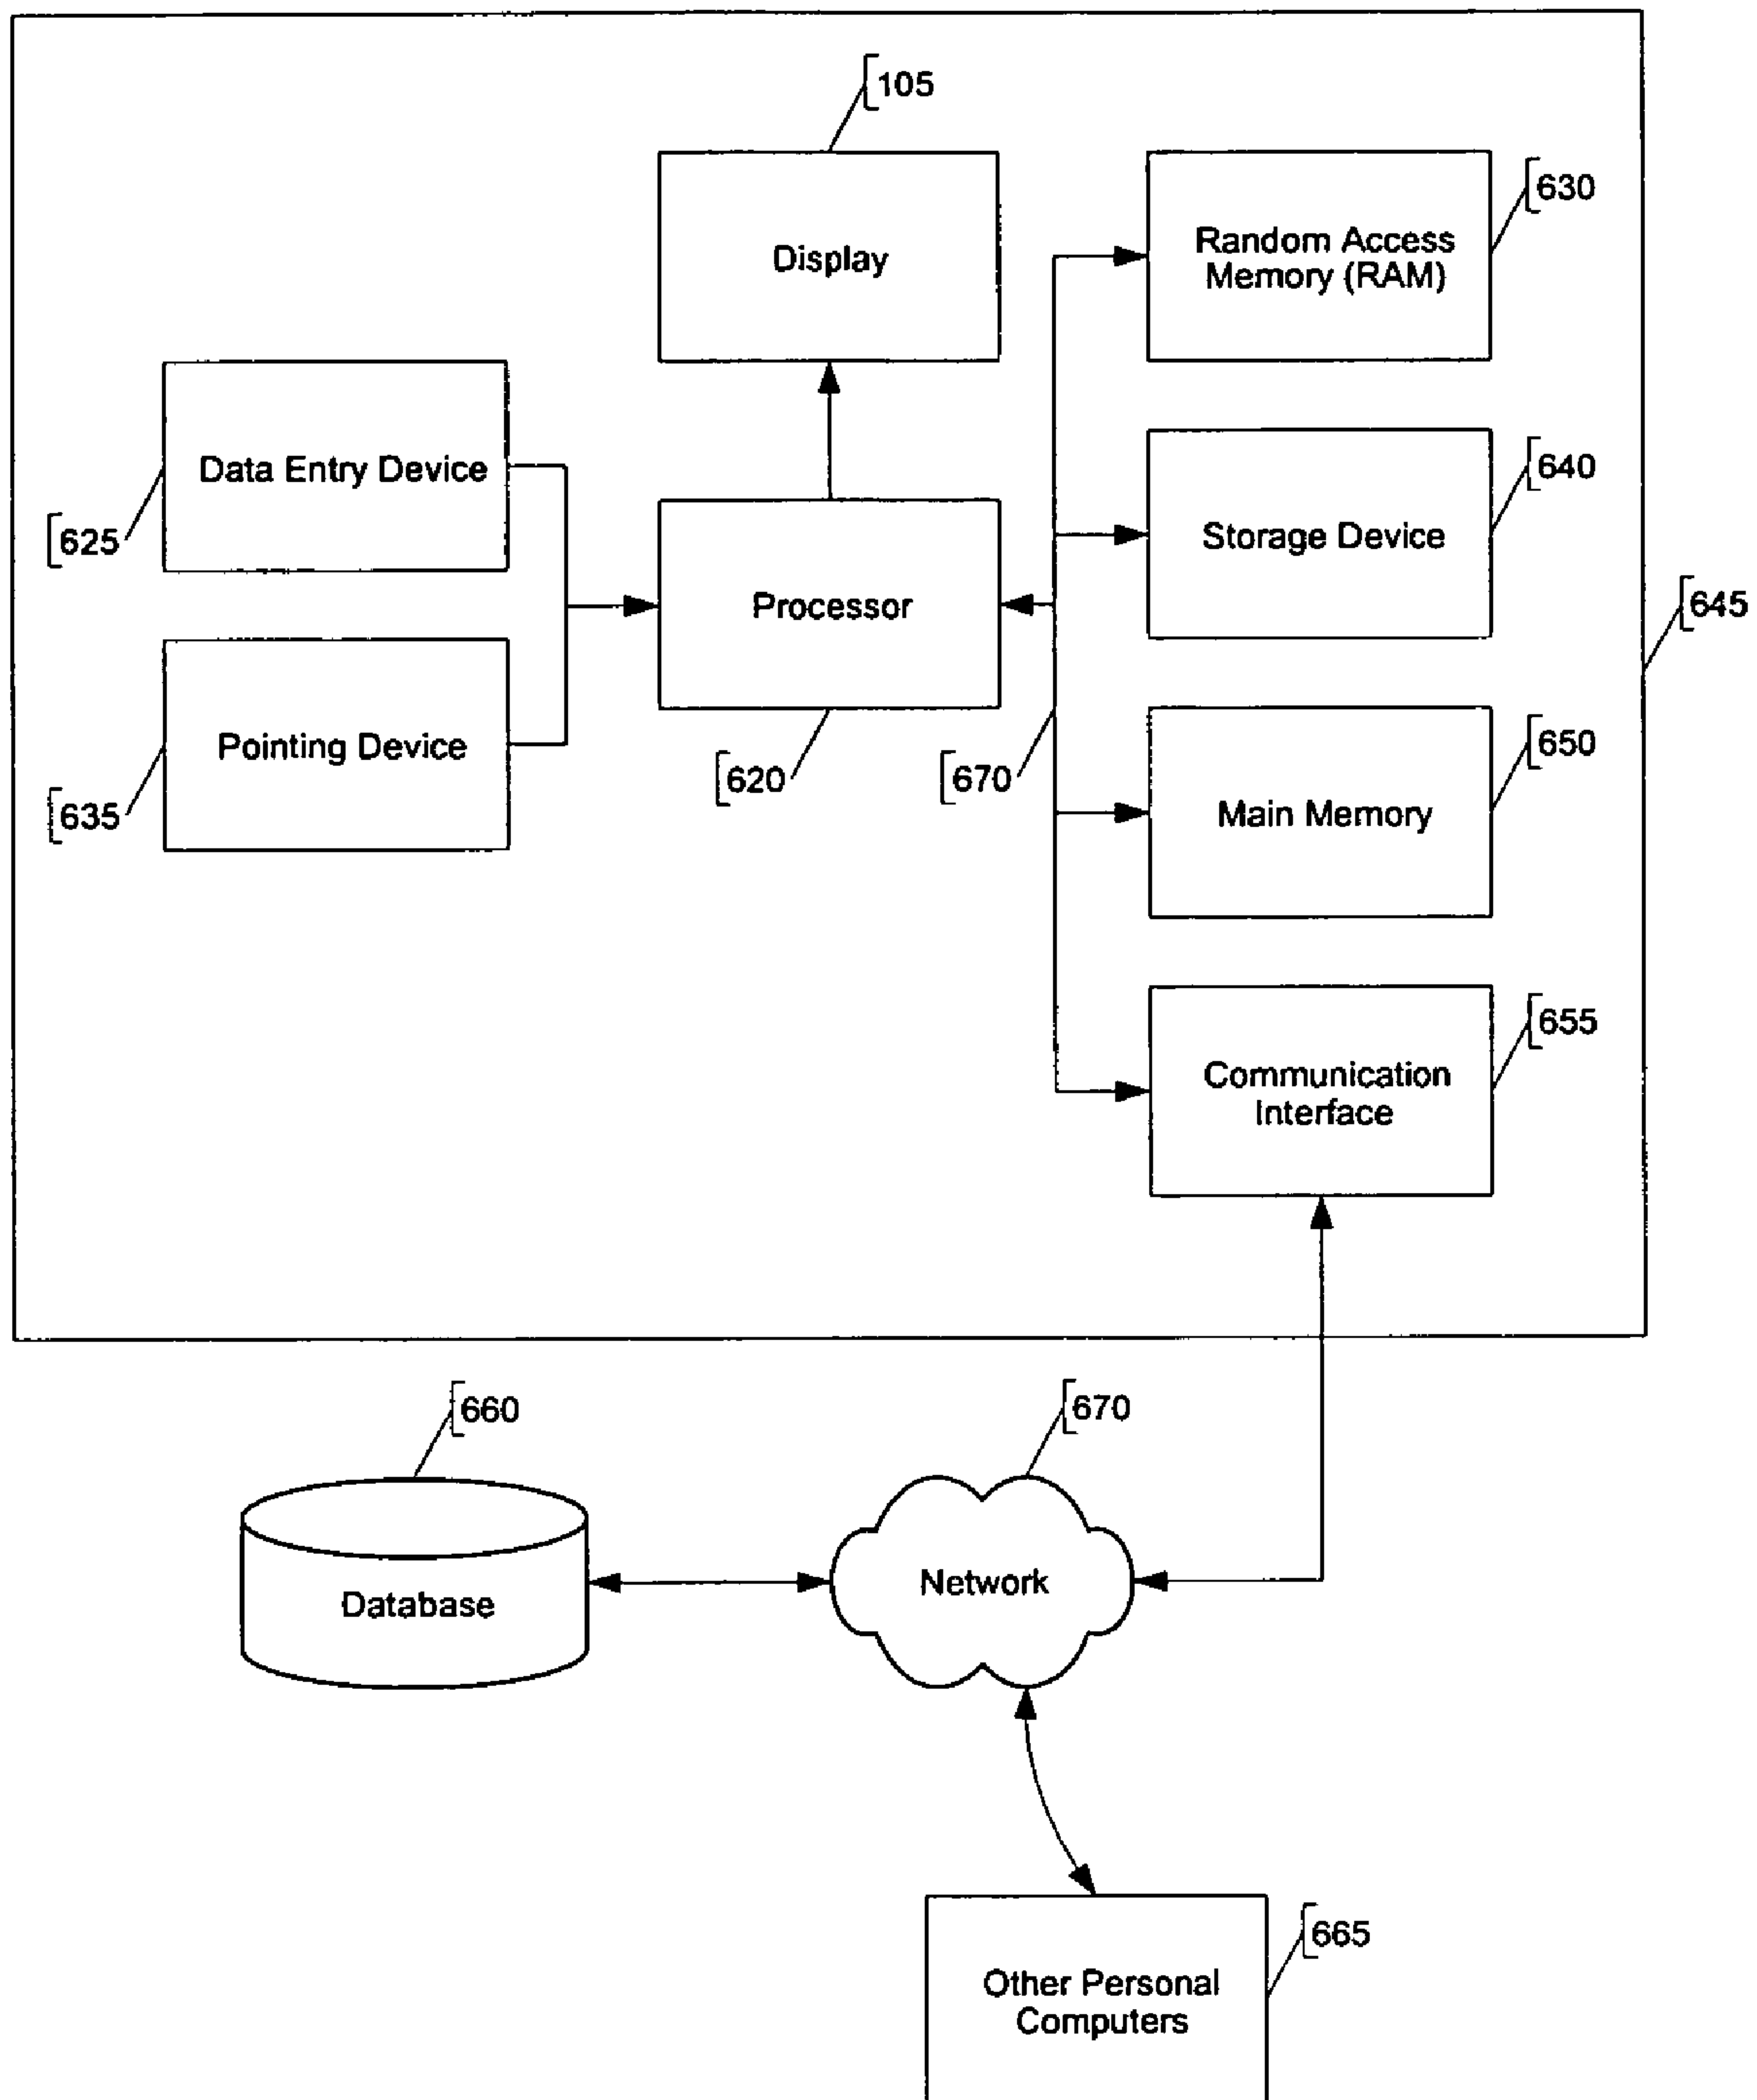 105
Display
Random Access
Memory (RAM)
630
Data Entry Device
625
Storage Device
640
Processor
620
645
Pointing Device
635
670
Main Memory
650
Communication
Interface
655
660
Database
670
Network
Other Personal
Computers
665